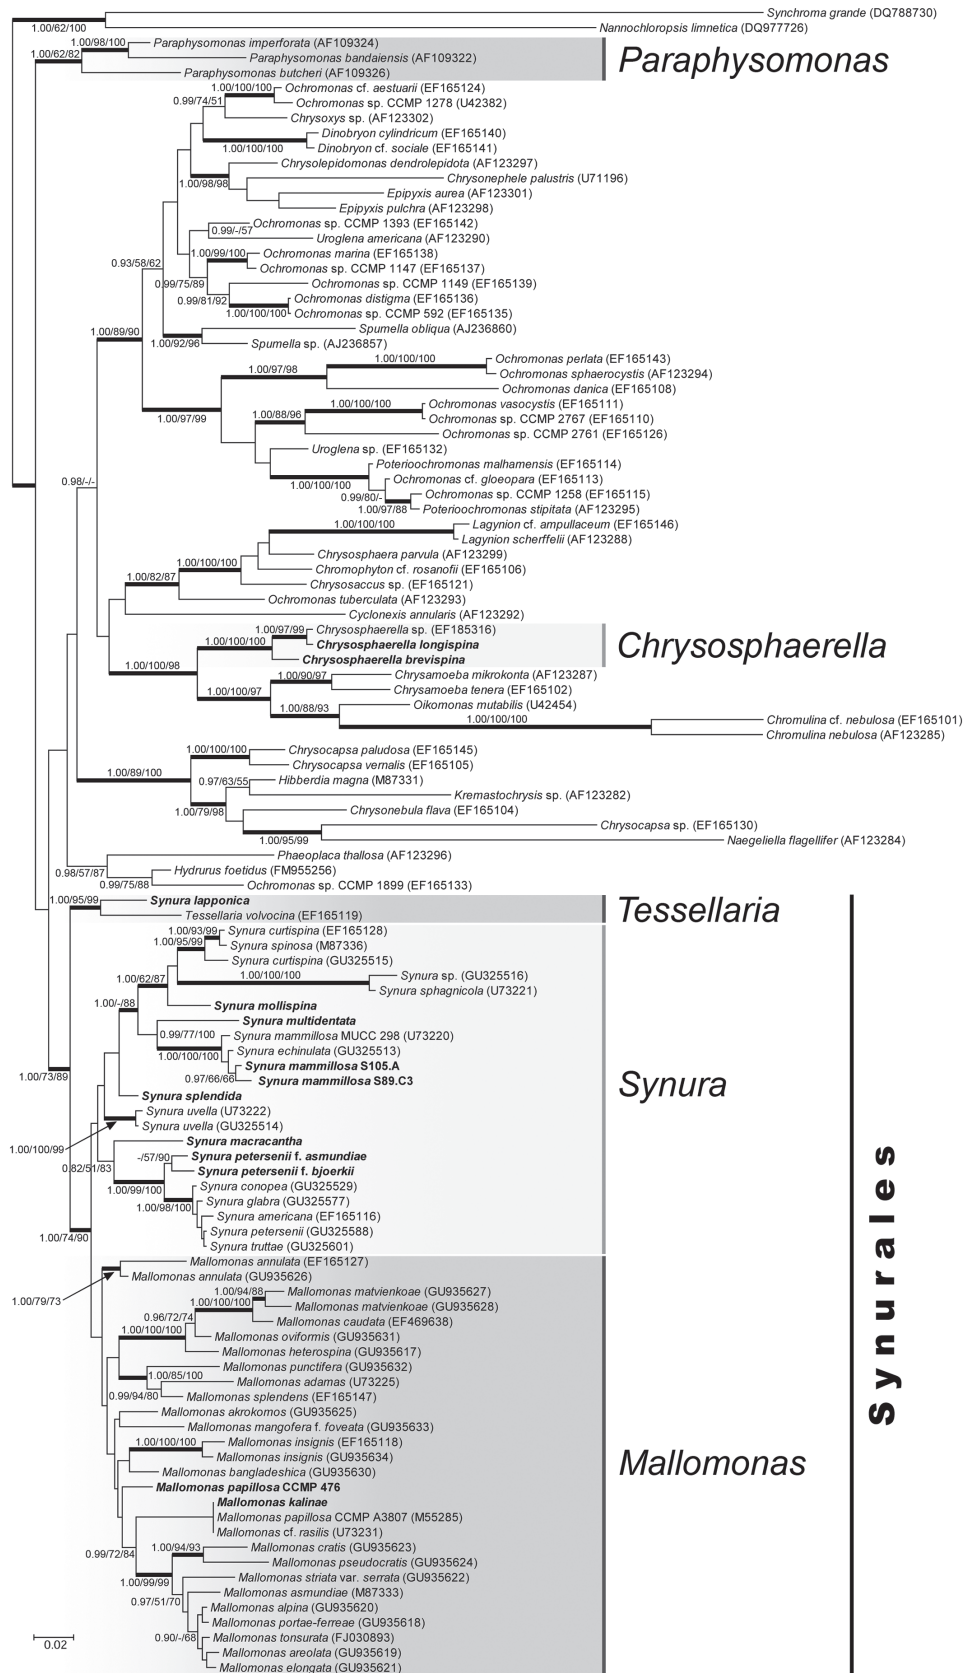 Synchroma grande (DQ788730)
1.00/62/100
Nannochloropsis limnetica (DQ977726)
1.00/98/100
Paraphysomonas imperforata (AF109324)
1.00/62/82
Paraphysomonas bandaiensis (AF109322)
Paraphysomonas
Paraphysomonas butcheri (AF109326)
1.00/100/100
Ochromonas cf. aestuarii (EF165124)
0.99/74/51
Ochromonas sp. CCMP 1278 (U42382)
Chrysoxys sp. (AF123302)
Dinobryon cylindricum (EF165140)
1.00/100/100
Dinobryon cf. sociale (EF165141)
Chrysolepidomonas dendrolepidota (AF123297)
1.00/98/98
Chrysonephele palustris (U71196)
Epipyxis aurea (AF123301)
Epipyxis pulchra (AF123298)
Ochromonas sp. CCMP 1393 (EF165142)
0.99/-/57
Uroglena americana (AF123290)
1.00/99/100
Ochromonas marina (EF165138)
0.93/58/62
Ochromonas sp. CCMP 1147 (EF165137)
0.99/75/89
Ochromonas sp. CCMP 1149 (EF165139)
0.99/81/92
Ochromonas distigma (EF165136)
1.00/100/100
Ochromonas sp. CCMP 592 (EF165135)
Spumella obliqua (AJ236860)
1.00/89/90
1.00/92/96
Spumella sp. (AJ236857)
1.00/100/100
Ochromonas perlata (EF165143)
1.00/97/98
Ochromonas sphaerocystis (AF123294)
Ochromonas danica (EF165108)
1.00/100/100
Ochromonas vasocystis (EF165111)
1.00/97/99
1.00/88/96
Ochromonas sp. CCMP 2767 (EF165110)
Ochromonas sp. CCMP 2761 (EF165126)
Uroglena sp. (EF165132)
Poterioochromonas malhamensis (EF165114)
0.98/-/-
1.00/100/100
Ochromonas cf. gloeopara (EF165113)
0.99/80/-
Ochromonas sp. CCMP 1258 (EF165115)
1.00/97/88
Poterioochromonas stipitata (AF123295)
1.00/100/100
Lagynion cf. ampullaceum (EF165146)
Lagynion scherffelii (AF123288)
Chrysosphaera parvula (AF123299)
1.00/100/100
Chromophyton cf. rosanofii (EF165106)
1.00/82/87
Chrysosaccus sp. (EF165121)
Ochromonas tuberculata (AF123293)
Cyclonexis annularis (AF123292)
1.00/97/99
Chrysosphaerella sp. (EF185316)
1.00/100/100
Chrysosphaerella longispina
Chrysosphaerella
Chrysosphaerella brevispina
1.00/100/98
1.00/90/97
Chrysamoeba mikrokonta (AF123287)
1.00/100/97
Chrysamoeba tenera (EF165102)
1.00/88/93
Oikomonas mutabilis (U42454)
1.00/100/100
Chromulina cf. nebulosa (EF165101)
Chromulina nebulosa (AF123285)
1.00/100/100
Chrysocapsa paludosa (EF165145)
Chrysocapsa vernalis (EF165105)
1.00/89/100
0.97/63/55
Hibberdia magna (M87331)
Kremastochrysis sp. (AF123282)
1.00/79/98
Chrysonebula flava (EF165104)
Chrysocapsa sp. (EF165130)
1.00/95/99
Naegeliella flagellifer (AF123284)
Phaeoplaca thallosa (AF123296)
0.98/57/87
Hydrurus foetidus (FM955256)
0.99/75/88
Ochromonas sp. CCMP 1899 (EF165133)
1.00/95/99
Synura lapponica
Tessellaria
Tessellaria volvocina (EF165119)
1.00/93/99
Synura curtispina (EF165128)
1.00/95/99
Synura spinosa (M87336)
Synura curtispina (GU325515)
1.00/62/87
1.00/100/100
Synura sp. (GU325516)
Synura sphagnicola (U73221)
1.00/-/88
Synura mollispina
Synura multidentata
0.99/77/100
Synura mammillosa MUCC 298 (U73220)
1.00/100/100
Synura echinulata (GU325513)
Synura mammillosa S105.A
1.00/73/89
0.97/66/66
Synura mammillosa S89.C3
Synura
Synura splendida
Synura uvella (U73222)
Synura uvella (GU325514)
Synura macracantha
1.00/100/99
-/57/90
Synura petersenii f. asmundiae
0.82/51/83
Synura petersenii f. bjoerkii
1.00/99/100
Synura conopea (GU325529)
1.00/98/100
Synura glabra (GU325577)
Synura americana (EF165116)
Synura petersenii (GU325588)
1.00/74/90
Synura truttae (GU325601)
Synurales
Mallomonas annulata (EF165127)
Mallomonas annulata (GU935626)
1.00/79/73
1.00/94/88
Mallomonas matvienkoae (GU935627)
1.00/100/100
Mallomonas matvienkoae (GU935628)
0.96/72/74
Mallomonas caudata (EF469638)
1.00/100/100
Mallomonas oviformis (GU935631)
Mallomonas heterospina (GU935617)
Mallomonas punctifera (GU935632)
1.00/85/100
Mallomonas adamas (U73225)
0.99/94/80
Mallomonas splendens (EF165147)
Mallomonas akrokomos (GU935625)
Mallomonas mangofera f. foveata (GU935633)
1.00/100/100
Mallomonas insignis (EF165118)
Mallomonas insignis (GU935634)
Mallomonas
Mallomonas bangladeshica (GU935630)
Mallomonas papillosa CCMP 476
Mallomonas kalinae
Mallomonas papillosa CCMP A3807 (M55285)
Mallomonas cf. rasilis (U73231)
0.99/72/84
1.00/94/93
Mallomonas cratis (GU935623)
Mallomonas pseudocratis (GU935624)
1.00/99/99
Mallomonas striata var. serrata (GU935622)
0.97/51/70
Mallomonas asmundiae (M87333)
Mallomonas alpina (GU935620)
Mallomonas portae-ferreae (GU935618)
0.90/-/68
Mallomonas tonsurata (FJ030893)
0.02
Mallomonas areolata (GU935619)
Mallomonas elongata (GU935621)